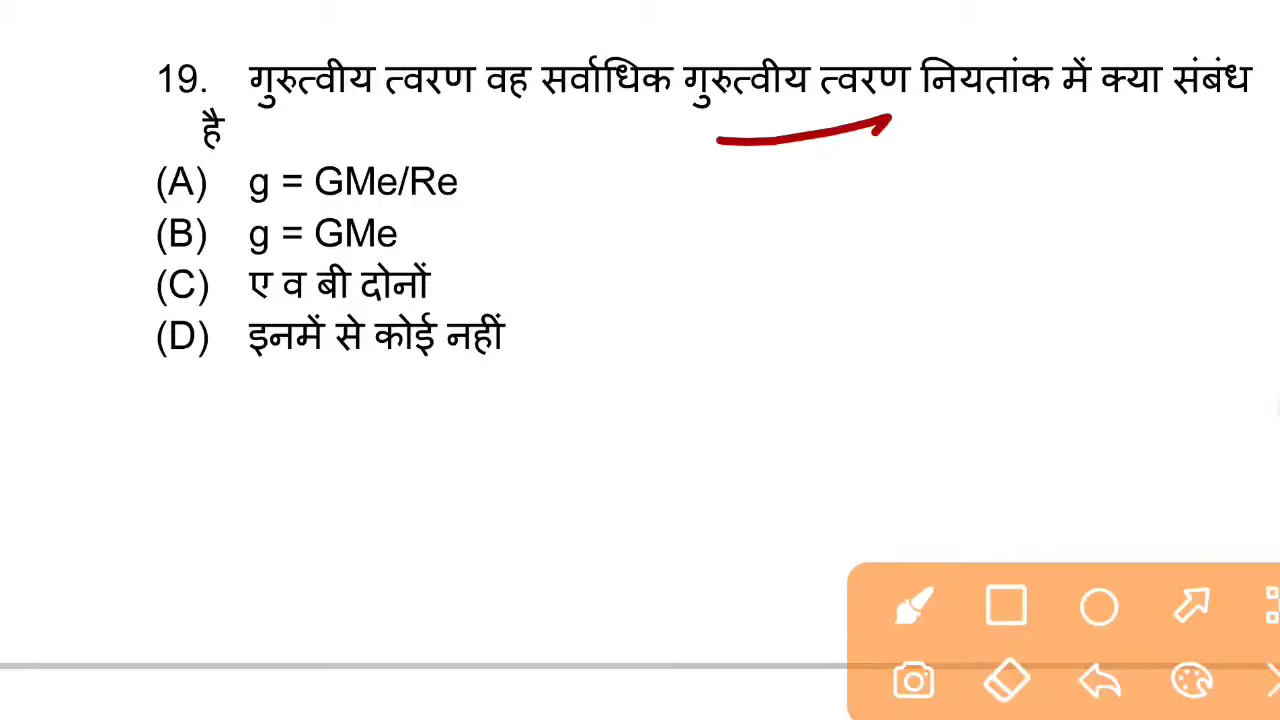 19. गुरुत्वीय त्वरण वह सर्वाधिक गुरुत्वीय त्वरण नियतांक में क्या संबंध
है
(A) g = GMe/Re
(B) g = GMe
(C) ए व बी दोनों
(D) इनमें से कोई नहीं